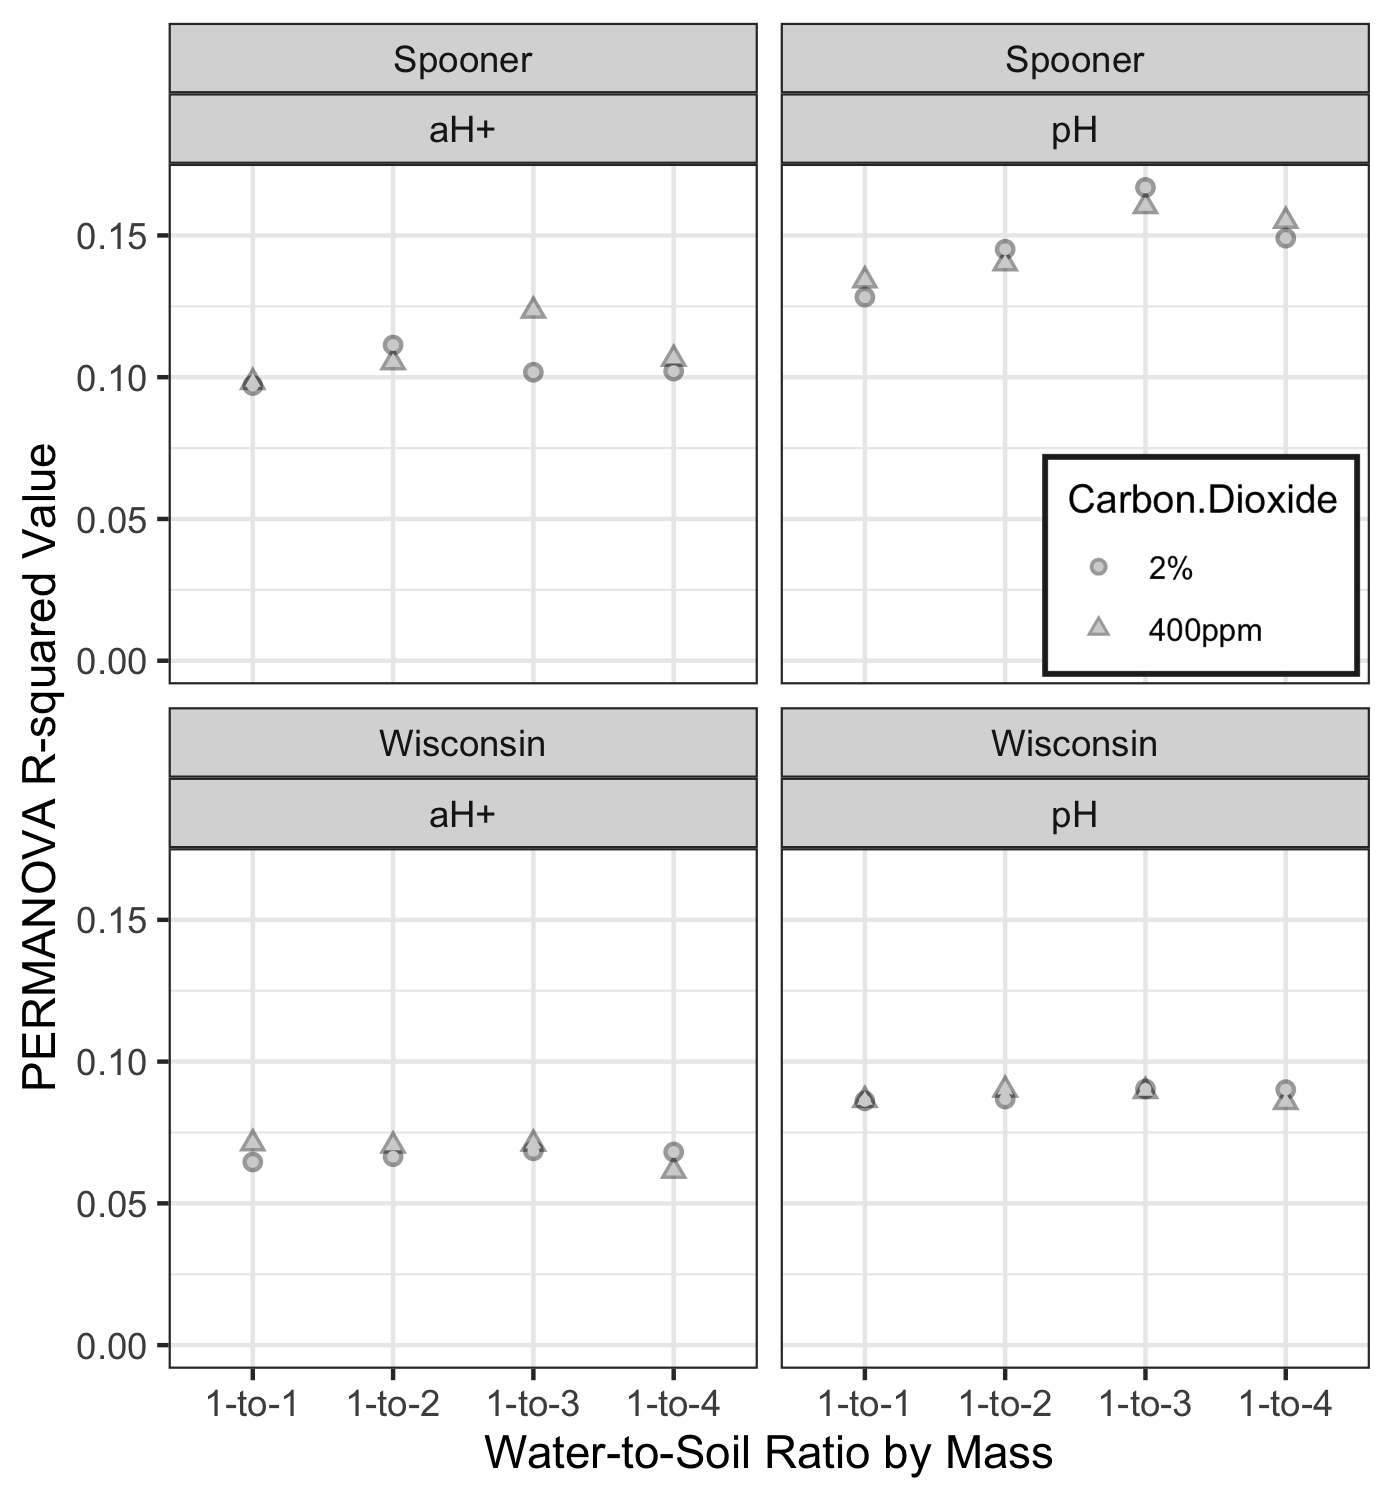 Spooner
Spooner
aH+
pH
0.15
0.10
0.05
0.00
Carbon.Dioxide
2%
400ppm
PERMANOVA R-squared Value
Wisconsin
Wisconsin
aH+
pH
0.15
0.10
0.05
0.00
1-to-1 1-to-2 1-to-3 1-to-4
1-to-1 1-to-2 1-to-3 1-to-4
Water-to-Soil Ratio by Mass